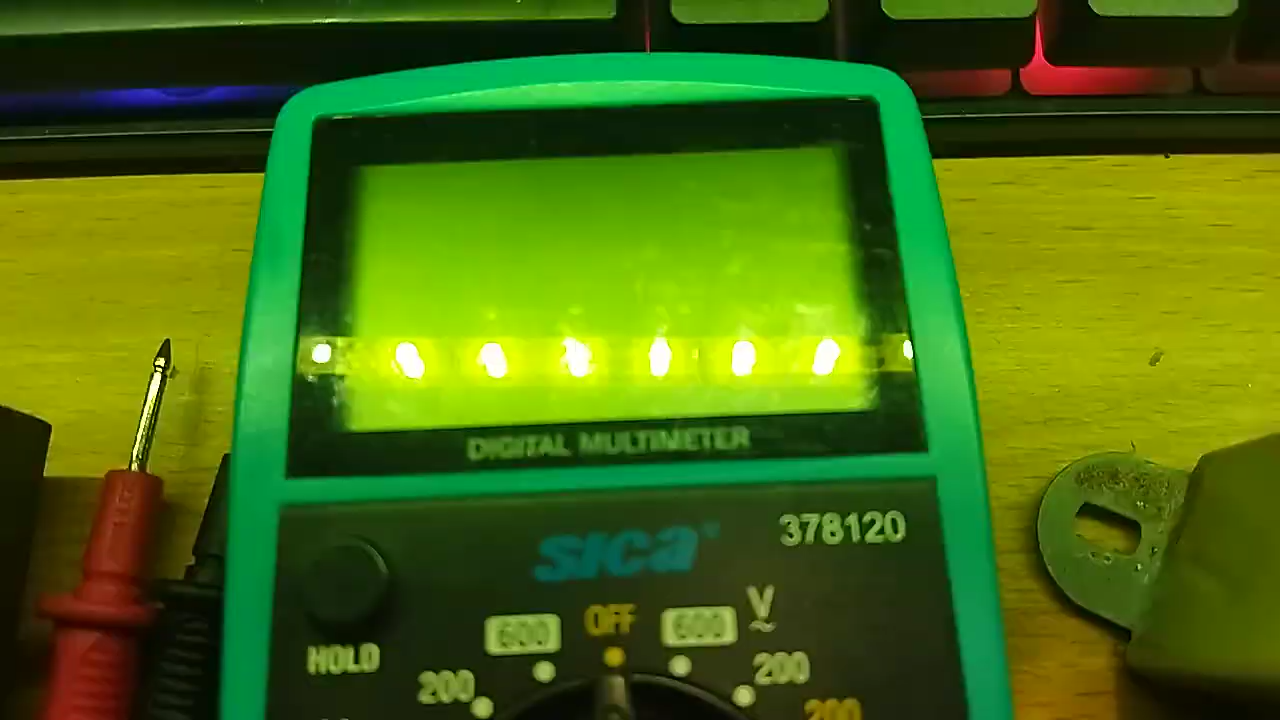 DIGITAL MULTIMETER
sica
378120
HOLD
600
OFF
600
V
~
200
200
200